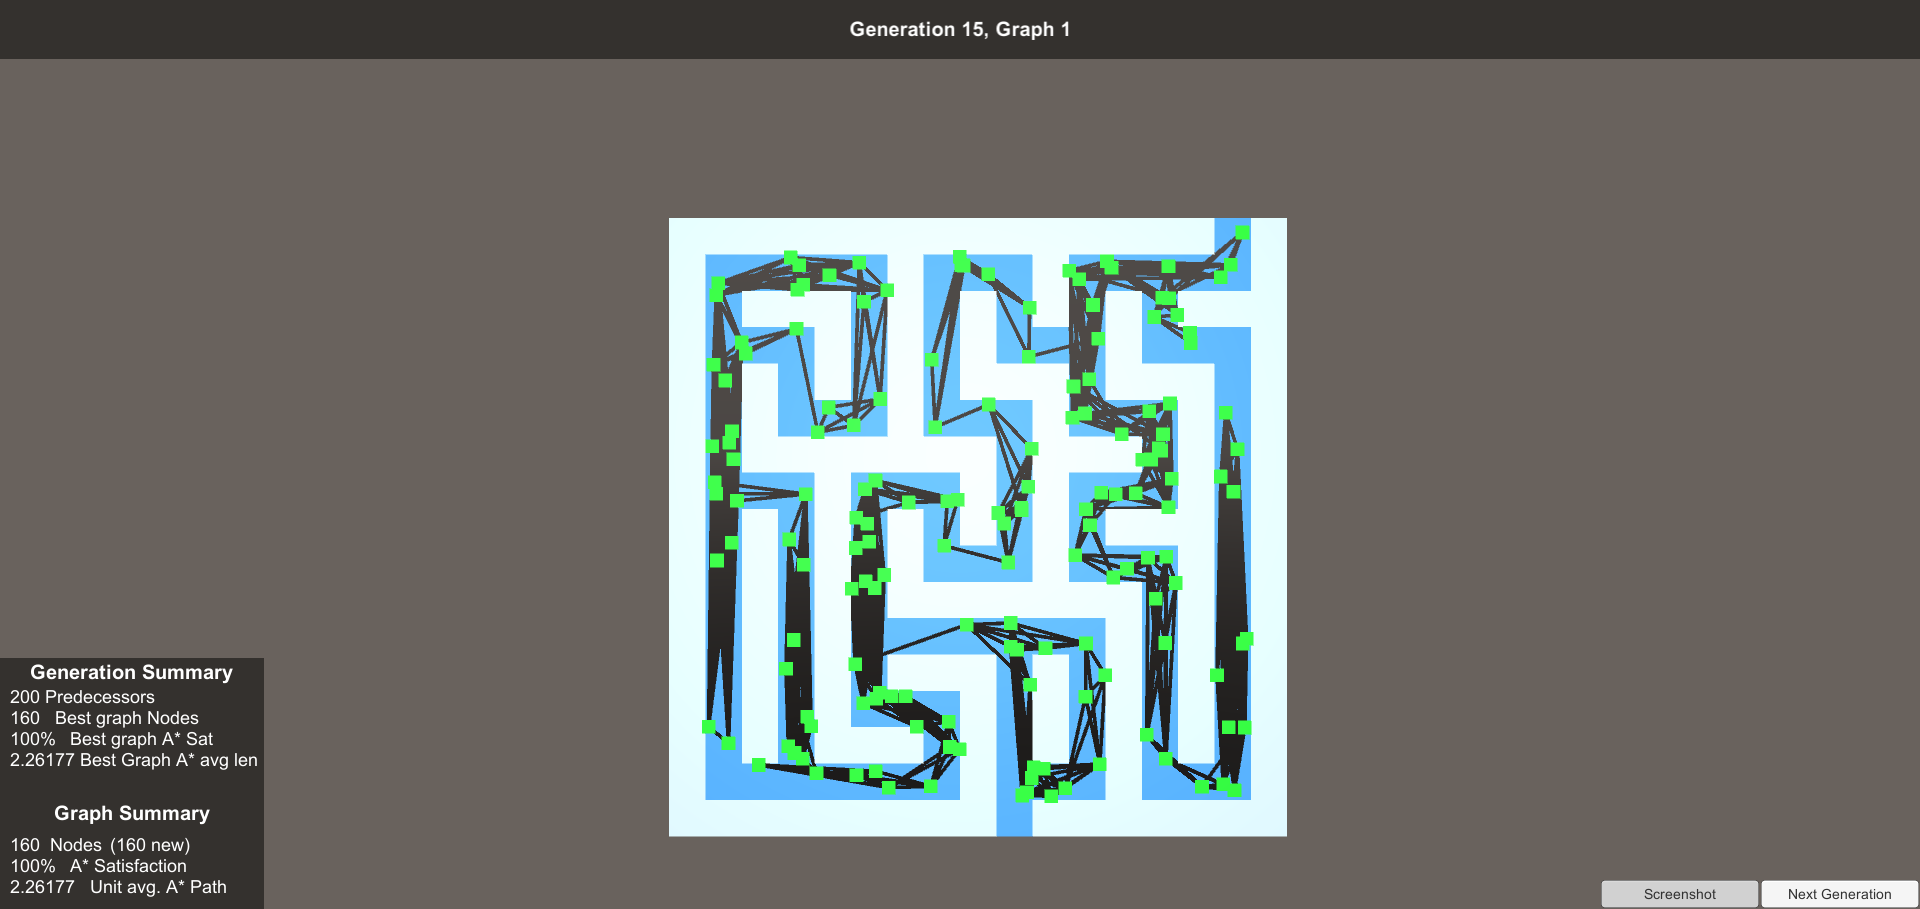 Generation 15, Graph 1
Generation Summary
200 Predecessors
160 Best graph Nodes
100% Best graph A* Sat
2.26177 Best Graph A* avg len
Graph Summary
160 Nodes (160 new)
100% A* Satisfaction
2.26177 Unit avg. A* Path
Screenshot
Next Generation